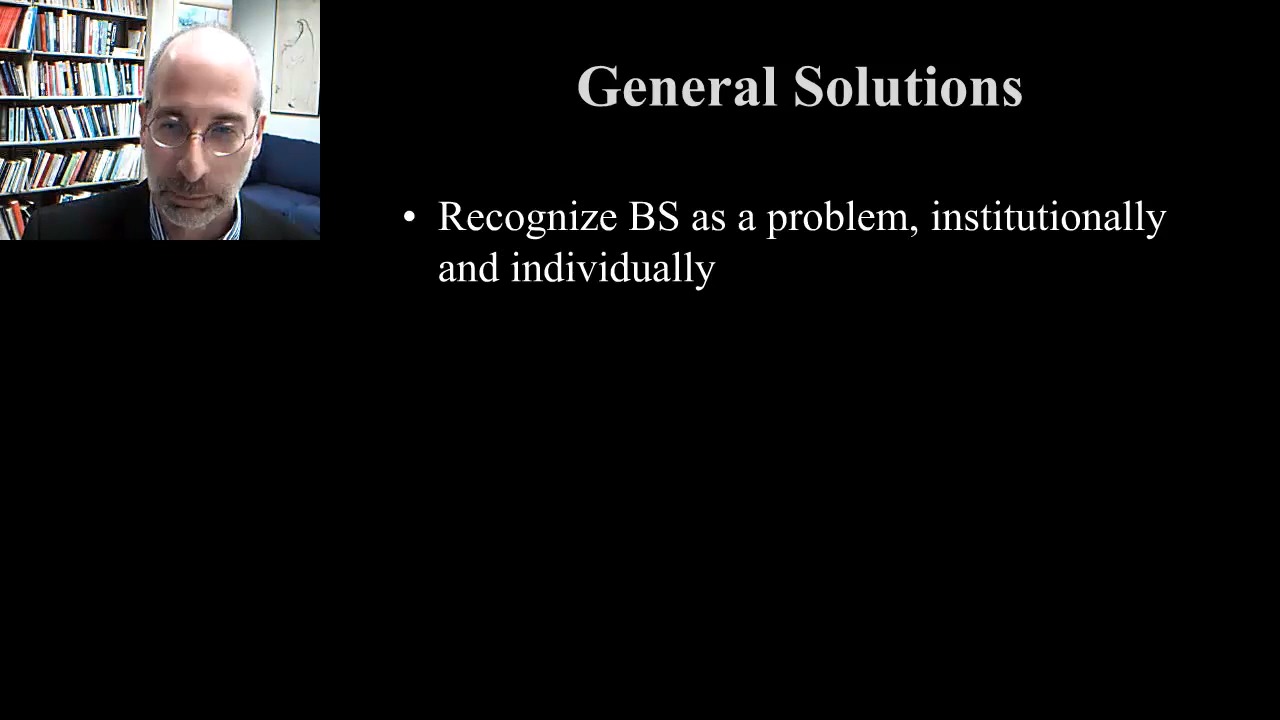 General Solutions
• Recognize BS as a problem, institutionally
and individually